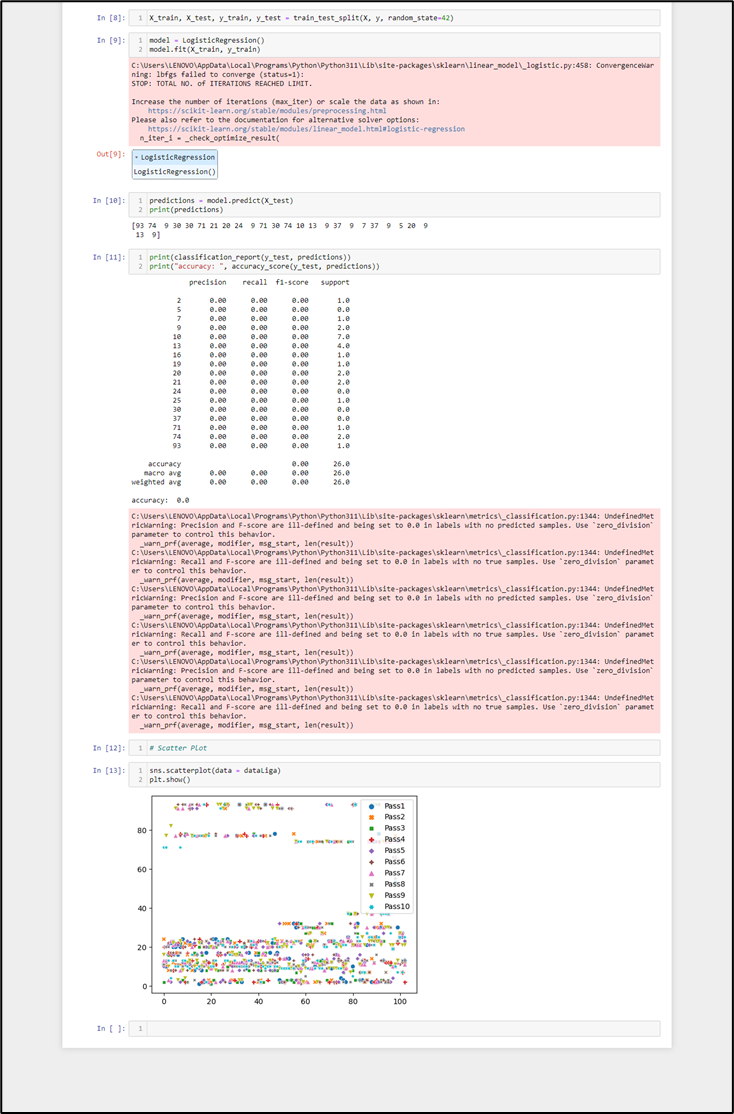 In [8]: 1 X_train, X_test, y_train, y_test = train_test_split(X, y, random_state=42)
In [9]: 1 model = LogisticRegression()
2 model.fit(X_train, y_train)
C:\Users\LENOVO\AppData\Local\Programs\Python\Python311\Lib\site-packages\sklearn\linear_model\_logistic.py:458: ConvergenceWar
ning: lbfgs failed to converge (status=1):
STOP: TOTAL NO. of ITERATIONS REACHED LIMIT.
Increase the number of iterations (max_iter) or scale the data as shown in:
https://scikit-learn.org/stable/modules/preprocessing.html
Please also refer to the documentation for alternative solver options:
https://scikit-learn.org/stable/modules/linear_model.html#logistic-regression
n_iter_i = _check_optimize_result(
Out[9]: LogisticRegression
LogisticRegression()
In [10]: 1 predictions = model.predict(X_test)
2 print(predictions)
[93 74 9 30 30 71 21 20 24 9 71 30 74 10 13 9 37 9 7 37 9 5 20 9
13 9]
In [11]: 1 print(classification_report(y_test, predictions))
2 print("accuracy: ", accuracy_score(y_test, predictions))
precision recall f1-score support
2 0.00 0.00 0.00 1.0
5 0.00 0.00 0.00 0.0
7 0.00 0.00 0.00 1.0
9 0.00 0.00 0.00 2.0
10 0.00 0.00 0.00 7.0
13 0.00 0.00 0.00 4.0
16 0.00 0.00 0.00 1.0
19 0.00 0.00 0.00 1.0
20 0.00 0.00 0.00 2.0
21 0.00 0.00 0.00 2.0
24 0.00 0.00 0.00 0.0
25 0.00 0.00 0.00 1.0
30 0.00 0.00 0.00 0.0
37 0.00 0.00 0.00 0.0
71 0.00 0.00 0.00 1.0
74 0.00 0.00 0.00 2.0
93 0.00 0.00 0.00 1.0
accuracy 0.00 26.0
macro avg 0.00 0.00 0.00 26.0
weighted avg 0.00 0.00 0.00 26.0
accuracy: 0.0
C:\Users\LENOVO\AppData\Local\Programs\Python\Python311\Lib\site-packages\sklearn\metrics\_classification.py:1344: UndefinedMet
ricWarning: Precision and F-score are ill-defined and being set to 0.0 in labels with no predicted samples. Use `zero_division`
parameter to control this behavior.
_warn_prf(average, modifier, msg_start, len(result))
C:\Users\LENOVO\AppData\Local\Programs\Python\Python311\Lib\site-packages\sklearn\metrics\_classification.py:1344: UndefinedMet
ricWarning: Recall and F-score are ill-defined and being set to 0.0 in labels with no true samples. Use `zero_division` paramet
er to control this behavior.
_warn_prf(average, modifier, msg_start, len(result))
C:\Users\LENOVO\AppData\Local\Programs\Python\Python311\Lib\site-packages\sklearn\metrics\_classification.py:1344: UndefinedMet
ricWarning: Precision and F-score are ill-defined and being set to 0.0 in labels with no predicted samples. Use `zero_division`
parameter to control this behavior.
_warn_prf(average, modifier, msg_start, len(result))
C:\Users\LENOVO\AppData\Local\Programs\Python\Python311\Lib\site-packages\sklearn\metrics\_classification.py:1344: UndefinedMet
ricWarning: Recall and F-score are ill-defined and being set to 0.0 in labels with no true samples. Use `zero_division` paramet
er to control this behavior.
_warn_prf(average, modifier, msg_start, len(result))
C:\Users\LENOVO\AppData\Local\Programs\Python\Python311\Lib\site-packages\sklearn\metrics\_classification.py:1344: UndefinedMet
ricWarning: Precision and F-score are ill-defined and being set to 0.0 in labels with no predicted samples. Use `zero_division`
parameter to control this behavior.
_warn_prf(average, modifier, msg_start, len(result))
C:\Users\LENOVO\AppData\Local\Programs\Python\Python311\Lib\site-packages\sklearn\metrics\_classification.py:1344: UndefinedMet
ricWarning: Recall and F-score are ill-defined and being set to 0.0 in labels with no true samples. Use `zero_division` paramet
er to control this behavior.
_warn_prf(average, modifier, msg_start, len(result))
In [12]: 1 # Scatter Plot
In [13]: 1 sns.scatterplot(data = dataLiga)
2 plt.show()
Pass1
Pass2
Pass3
Pass4
Pass5
Pass6
Pass7
Pass8
Pass9
Pass10
80
60
40
20
0
0 20 40 60 80 100
In [ ]: 1